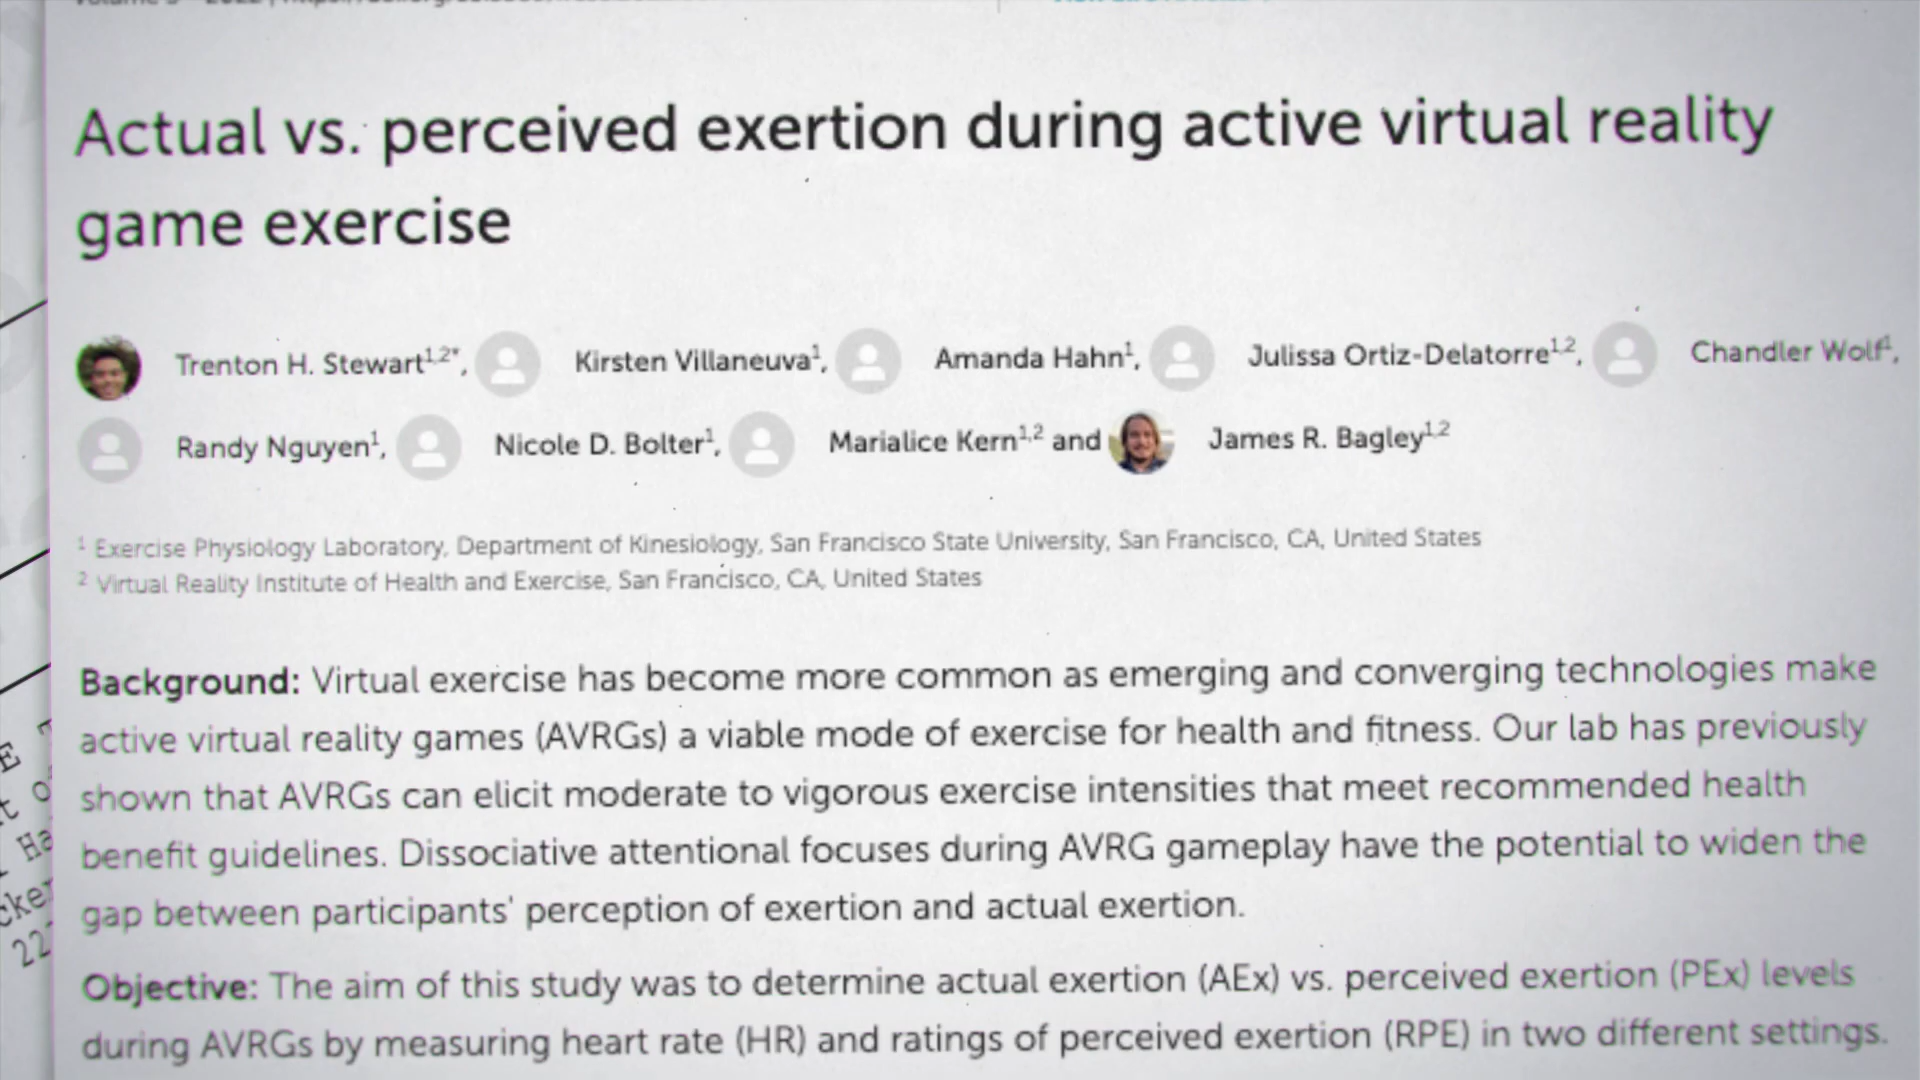 Actual vs. perceived exertion during active virtual reality
game exercise
Trenton H. Stewart1,2*, Kirsten Villaneuva1, Amanda Hahn1, Julissa Ortiz-Delatorre1,2, Chandler Wolf1,
Randy Nguyen1, Nicole D. Bolter1, Marialice Kern1,2 and James R. Bagley1,2
1 Exercise Physiology Laboratory, Department of Kinesiology, San Francisco State University, San Francisco, CA, United States
2 Virtual Reality Institute of Health and Exercise, San Francisco, CA, United States
Background: Virtual exercise has become more common as emerging and converging technologies make
active virtual reality games (AVRGs) a viable mode of exercise for health and fitness. Our lab has previously
shown that AVRGs can elicit moderate to vigorous exercise intensities that meet recommended health
benefit guidelines. Dissociative attentional focuses during AVRG gameplay have the potential to widen the
gap between participants' perception of exertion and actual exertion.
Objective: The aim of this study was to determine actual exertion (AEx) vs. perceived exertion (PEx) levels
during AVRGs by measuring heart rate (HR) and ratings of perceived exertion (RPE) in two different settings.